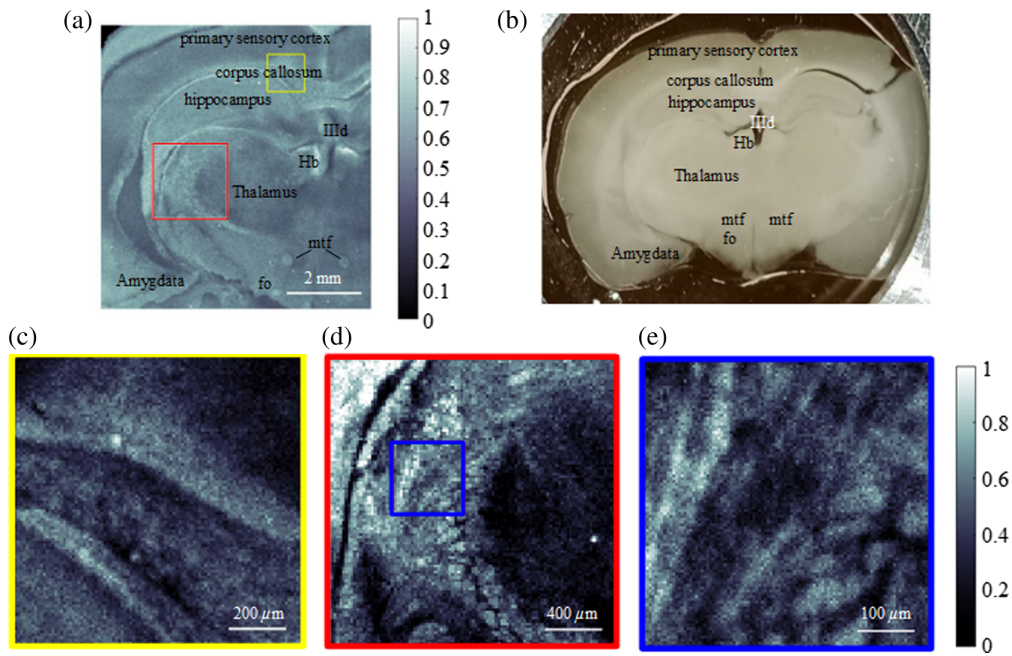 (a)
primary sensory cortex
corpus callosum
hippocampus
IIId
Hb
Thalamus
mtf
Amygdata
fo
2 mm
1
0.9
0.8
0.7
0.6
0.5
0.4
0.3
0.2
0.1
0
(b)
primary sensory cortex
corpus callosum
hippocampus
IIId
Hb
Thalamus
mtf mtf
fo
Amygdata
(c)
200 µm
(d)
400 µm
(e)
100 µm
1
0.8
0.6
0.4
0.2
0